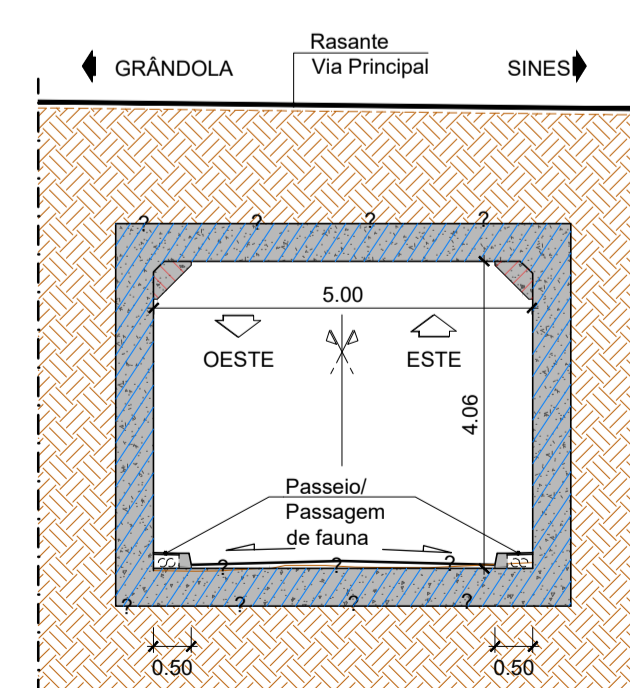 Rasante
GRÂNDOLA
Via Principal
SINES
? ? ? ?
5.00
OESTE
ESTE
4.06
Passeio/
Passagem
de fauna
? ? ?
? ? ?
0.50
0.50